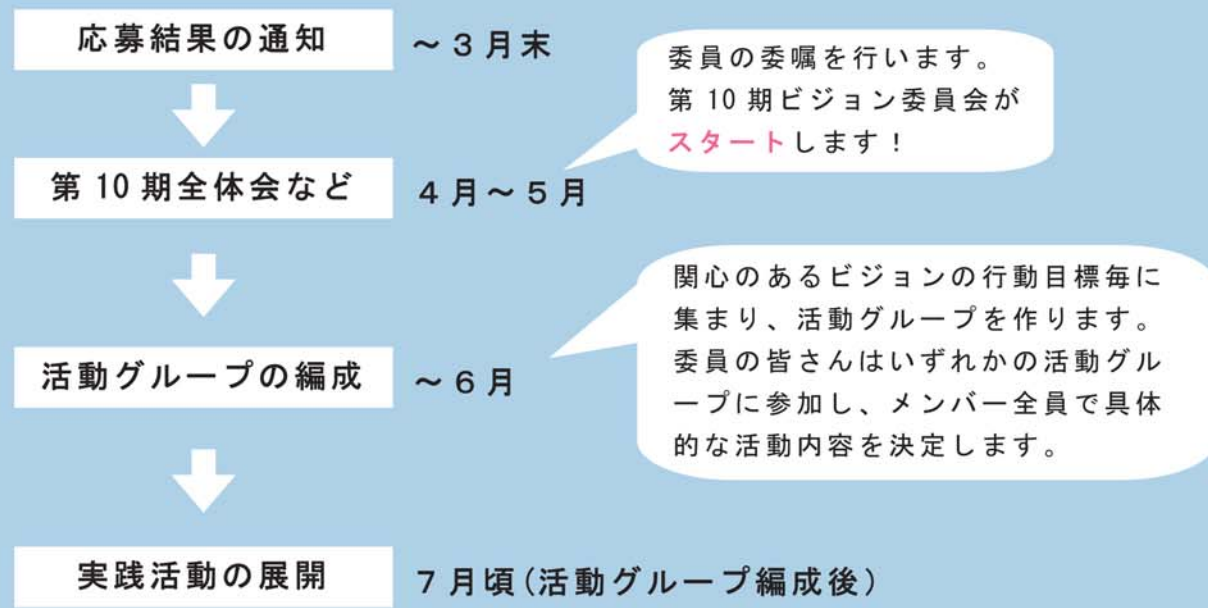 応募結果の通知 ～３月末
委員の委嘱を行います。
第10期ビジョン委員会が
スタートします！
第10期全体会など ４月～５月
関心のあるビジョンの行動目標毎に
集まり、活動グループを作ります。
委員の皆さんはいずれかの活動グル
ープに参加し、メンバー全員で具体
的な活動内容を決定します。
活動グループの編成 ～６月
実践活動の展開 ７月頃(活動グループ編成後)